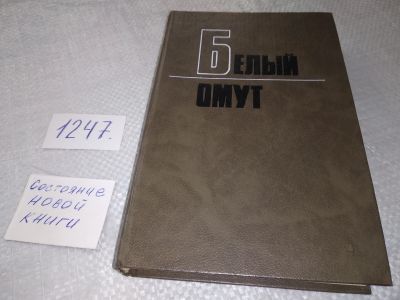 Белый
омут
1247.
Состояние
новой
книги